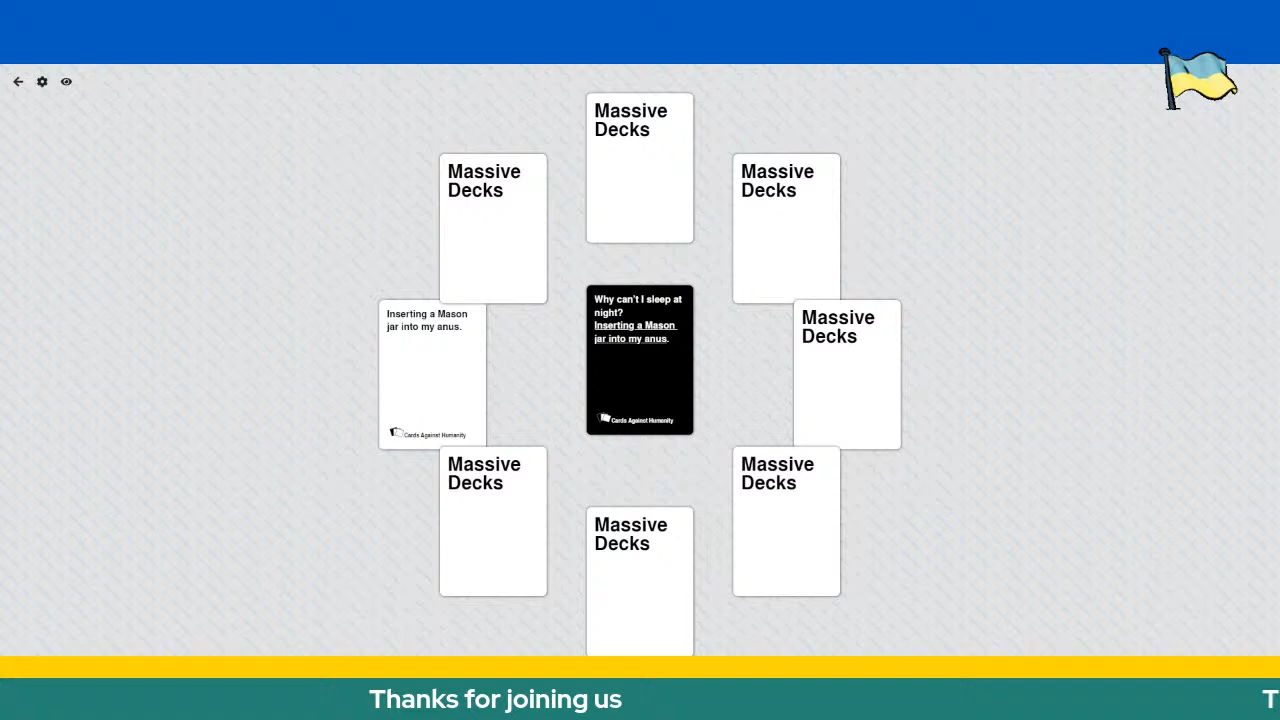 Massive
Decks
Massive
Decks
Massive
Decks
Inserting a Mason
jar into my anus.
Cards Against Humanity
Why can't I sleep at
night?
Inserting a Mason
jar into my anus.
Cards Against Humanity
Massive
Decks
Massive
Decks
Massive
Decks
Massive
Decks
Thanks for joining us
T